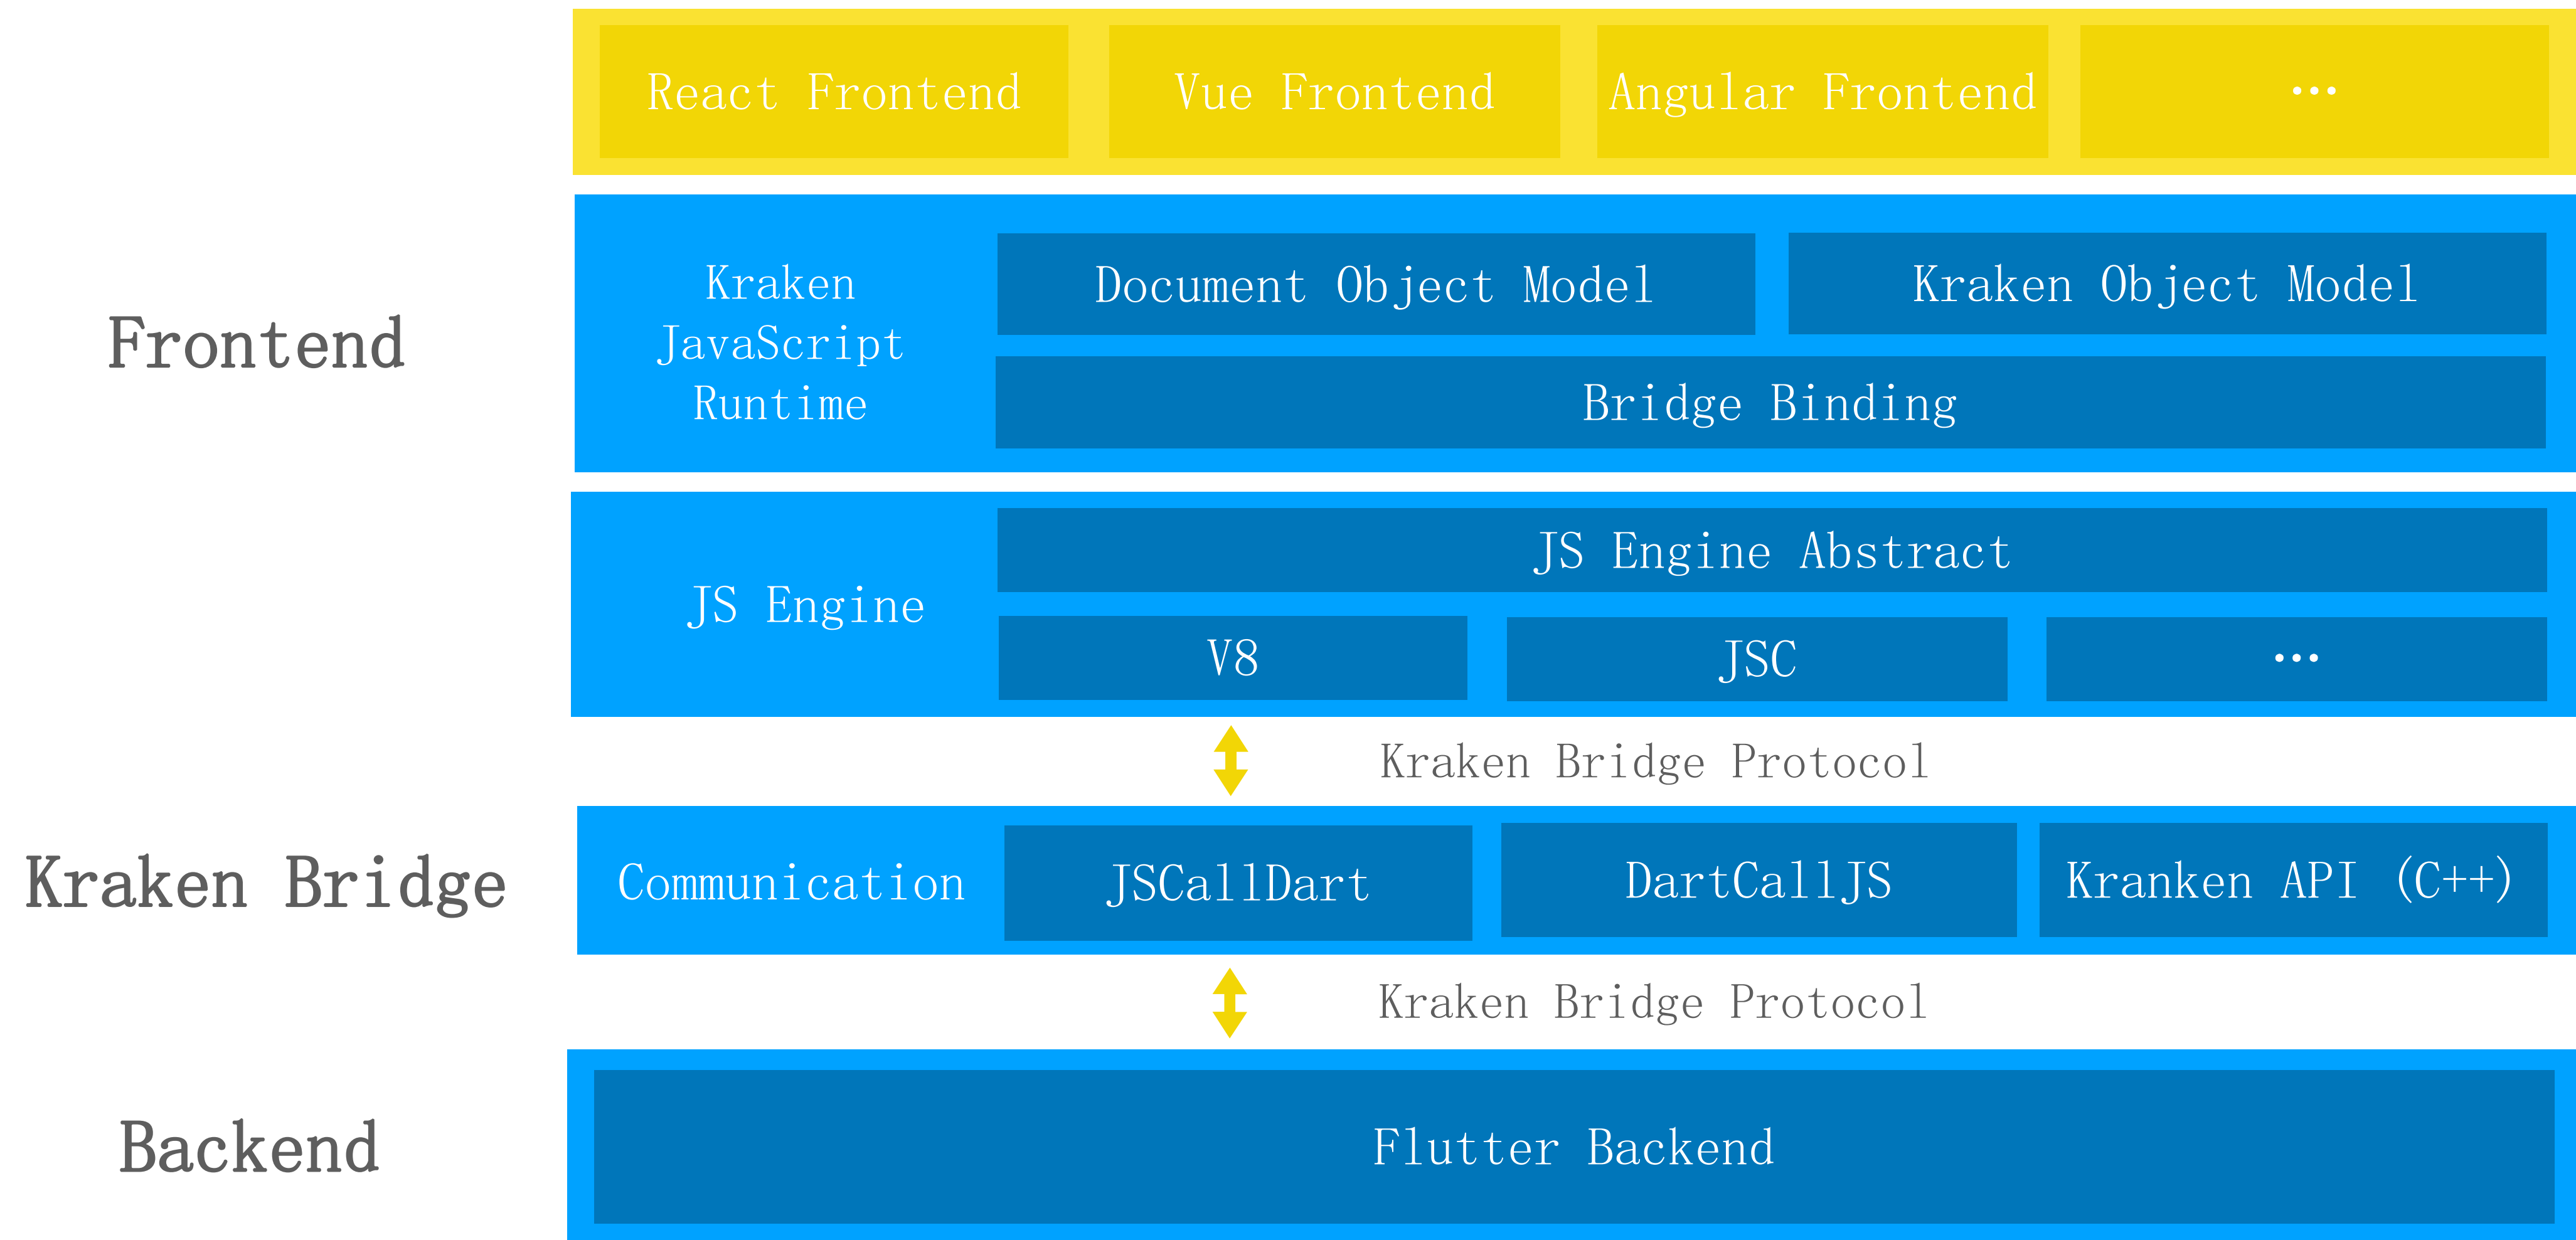 React Frontend
Vue Frontend
Angular Frontend
...
Frontend
Kraken
JavaScript
Runtime
Document Object Model
Kraken Object Model
Bridge Binding
JS Engine
JS Engine Abstract
V8
JSC
...
Kraken Bridge Protocol
Kraken Bridge
Communication
JSCallDart
DartCallJS
Kranken API (C++)
Kraken Bridge Protocol
Backend
Flutter Backend